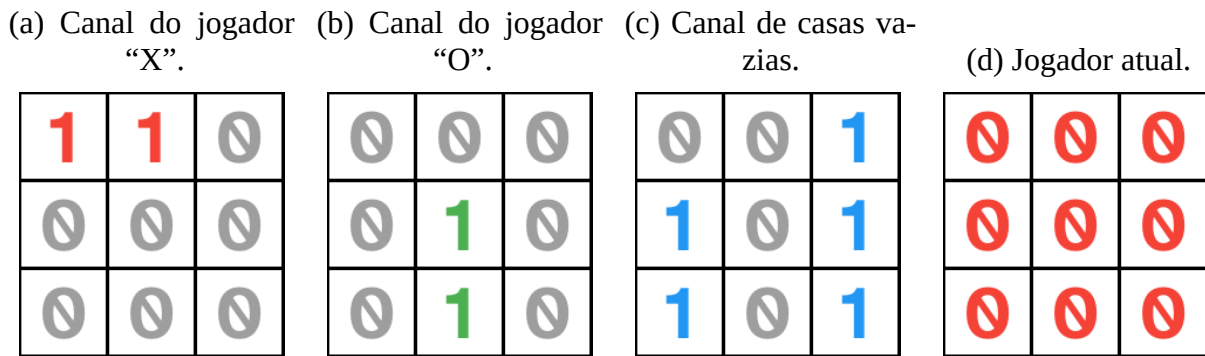 (a) Canal do jogador
“X”.
(b) Canal do jogador
“O”.
(c) Canal de casas va-
zias.
(d) Jogador atual.
1 1 0
0 0 0
0 0 0
0 0 0
0 1 0
0 1 0
0 0 1
1 0 1
1 0 1
0 0 0
0 0 0
0 0 0